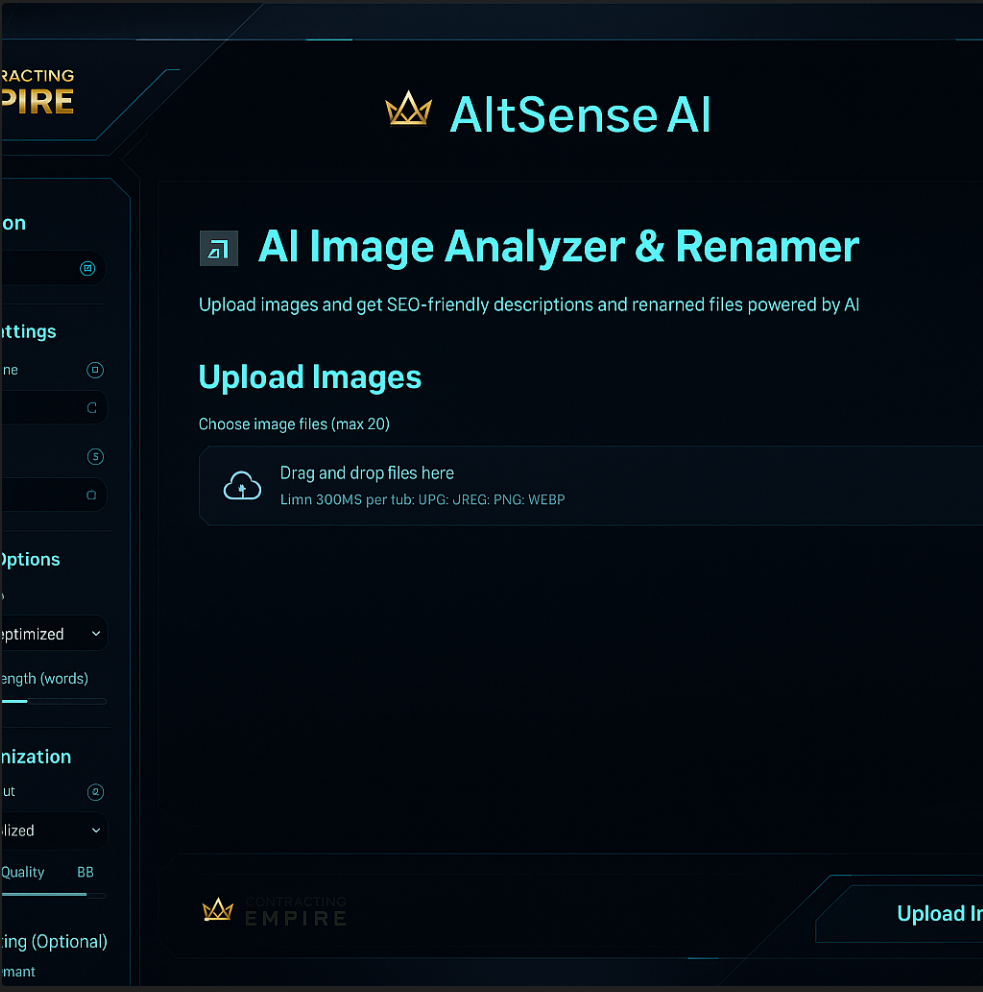 RACTING
PIRE
AltSense AI
on
ttings
ne
Options
eptimized
ength (words)
nization
ut
lized
Quality BB
ting (Optional)
mant
AI Image Analyzer & Renamer
Upload images and get SEO-friendly descriptions and renarned files powered by AI
Upload Images
Choose image files (max 20)
Drag and drop files here
Limn 300MS per tub: UPG: JREG: PNG: WEBP
CONTRACTING
EMPIRE
Upload Ir